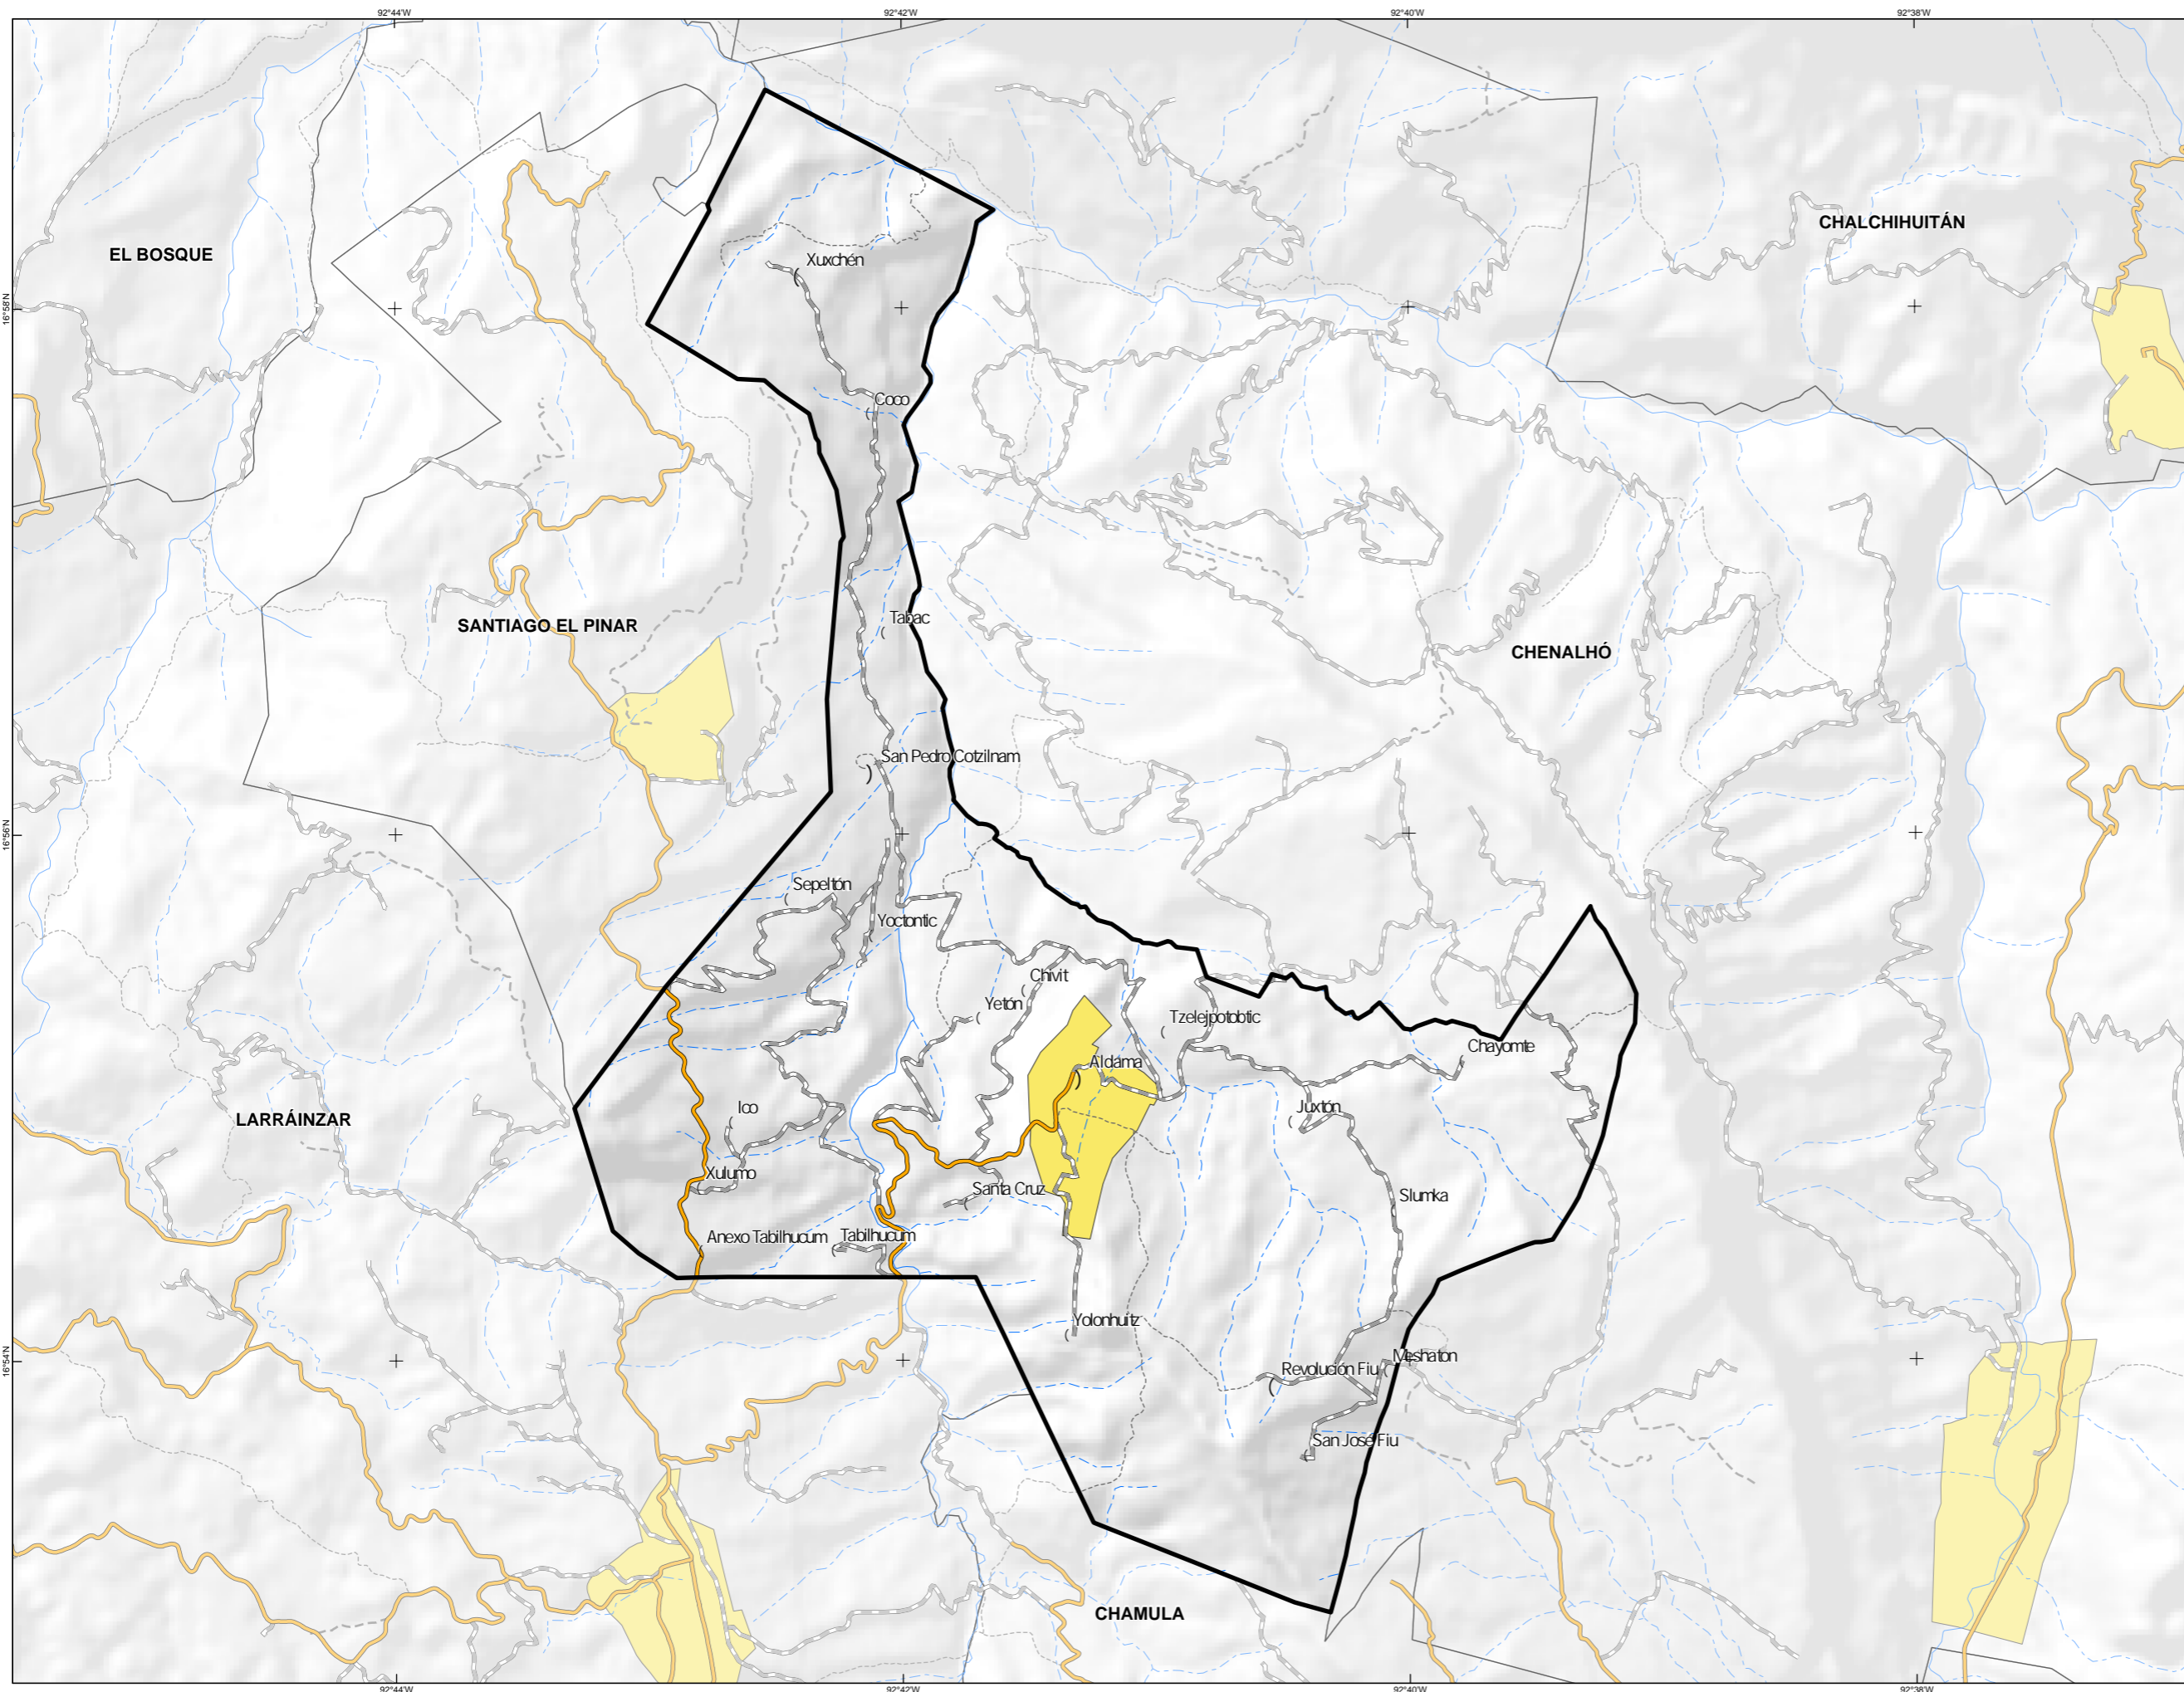 92°44'W
92°42'W
92°40'W
92°38'W
CHALCHIHUITÁN
EL BOSQUE
Xuxchén
16°58'N
Coco
Tabac
SANTIAGO EL PINAR
CHENALHÓ
San Pedro Cotzilnam
16°56'N
Sepeltón
Yoctontic
Chivit
Yetón
Tzelejpotobtic
Chayomte
Aldama
Ico
Juxtón
LARRÁINZAR
Xulumo
Santa Cruz
Slumka
Anexo Tabilhucum
Tabilhucum
Yolonhuitz
16°54'N
Meshaton
Revolución Fiu
San José Fiu
CHAMULA
92°44'W
92°42'W
92°40'W
92°38'W